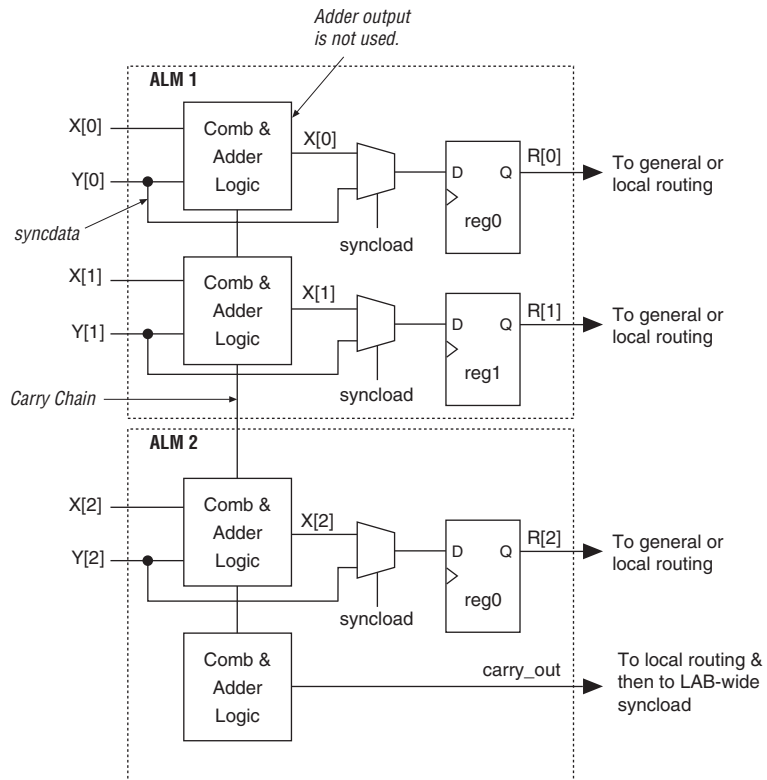 Adder output
is not used.
ALM 1
X[0]
Comb &
Adder
Logic
X[0]
Y[0]
syncdata
syncload
D
Q
reg0
R[0]
To general or
local routing
X[1]
Comb &
Adder
Logic
X[1]
Y[1]
syncload
D
Q
reg1
R[1]
To general or
local routing
Carry Chain
ALM 2
X[2]
Comb &
Adder
Logic
X[2]
Y[2]
syncload
D
Q
reg0
R[2]
To general or
local routing
Comb &
Adder
Logic
carry_out
To local routing &
then to LAB-wide
syncload